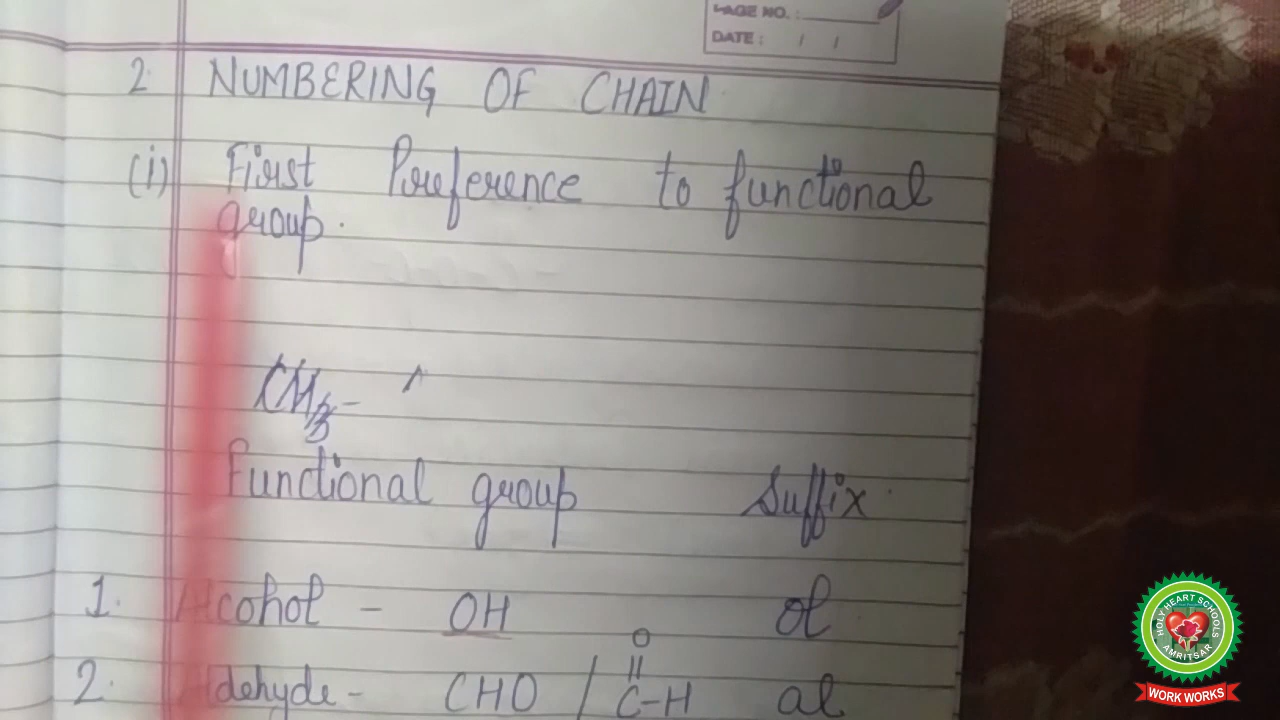 PAGE NO. :
DATE : / /
2. NUMBERING OF CHAIN
(i) First Preference to functional
group.
CH3 -
Functional group Suffix
1. Alcohol - OH ol
O
||
2. Aldehyde - CHO / C-H al
HOLY HEART SCHOOLS
AMRITSAR
WORK WORKS